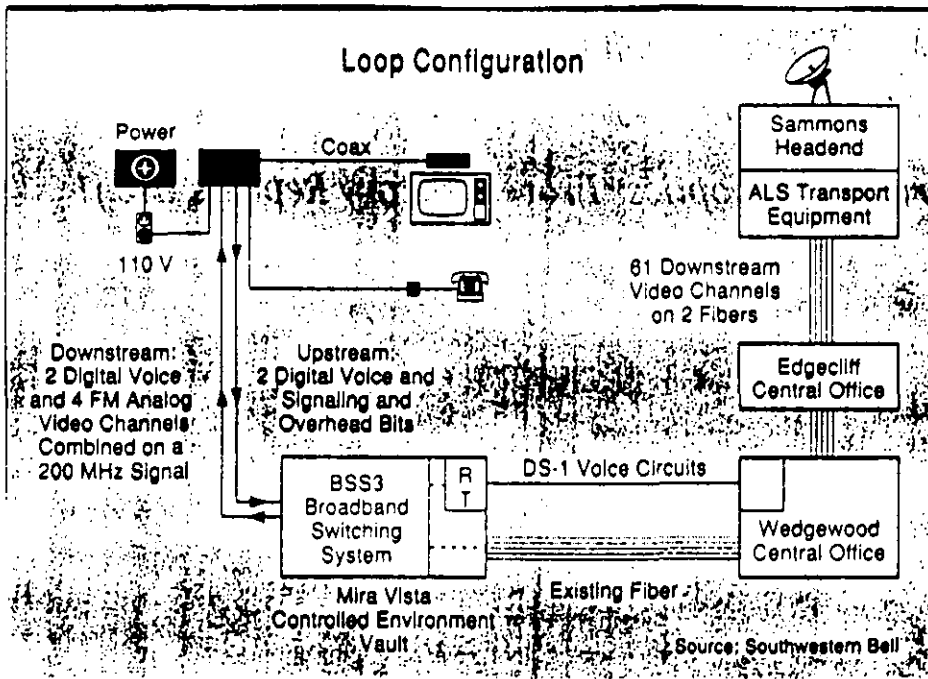 Loop Configuration
Power
Coax
110 V
Sammons
Headend
ALS Transport
Equipment
61 Downstream
Video Channels
on 2 Fibers
Edgecliff
Central Office
Downstream:
2 Digital Voice
and 4 FM Analog
Video Channels
Combined on a
200 MHz Signal
Upstream:
2 Digital Voice and
Signaling and
Overhead Bits
BSS3
Broadband
Switching
System
R
T
DS-1 Voice Circuits
Wedgewood
Central Office
Mira Vista
Controlled Environment
Vault
Existing Fiber
Source: Southwestern Bell